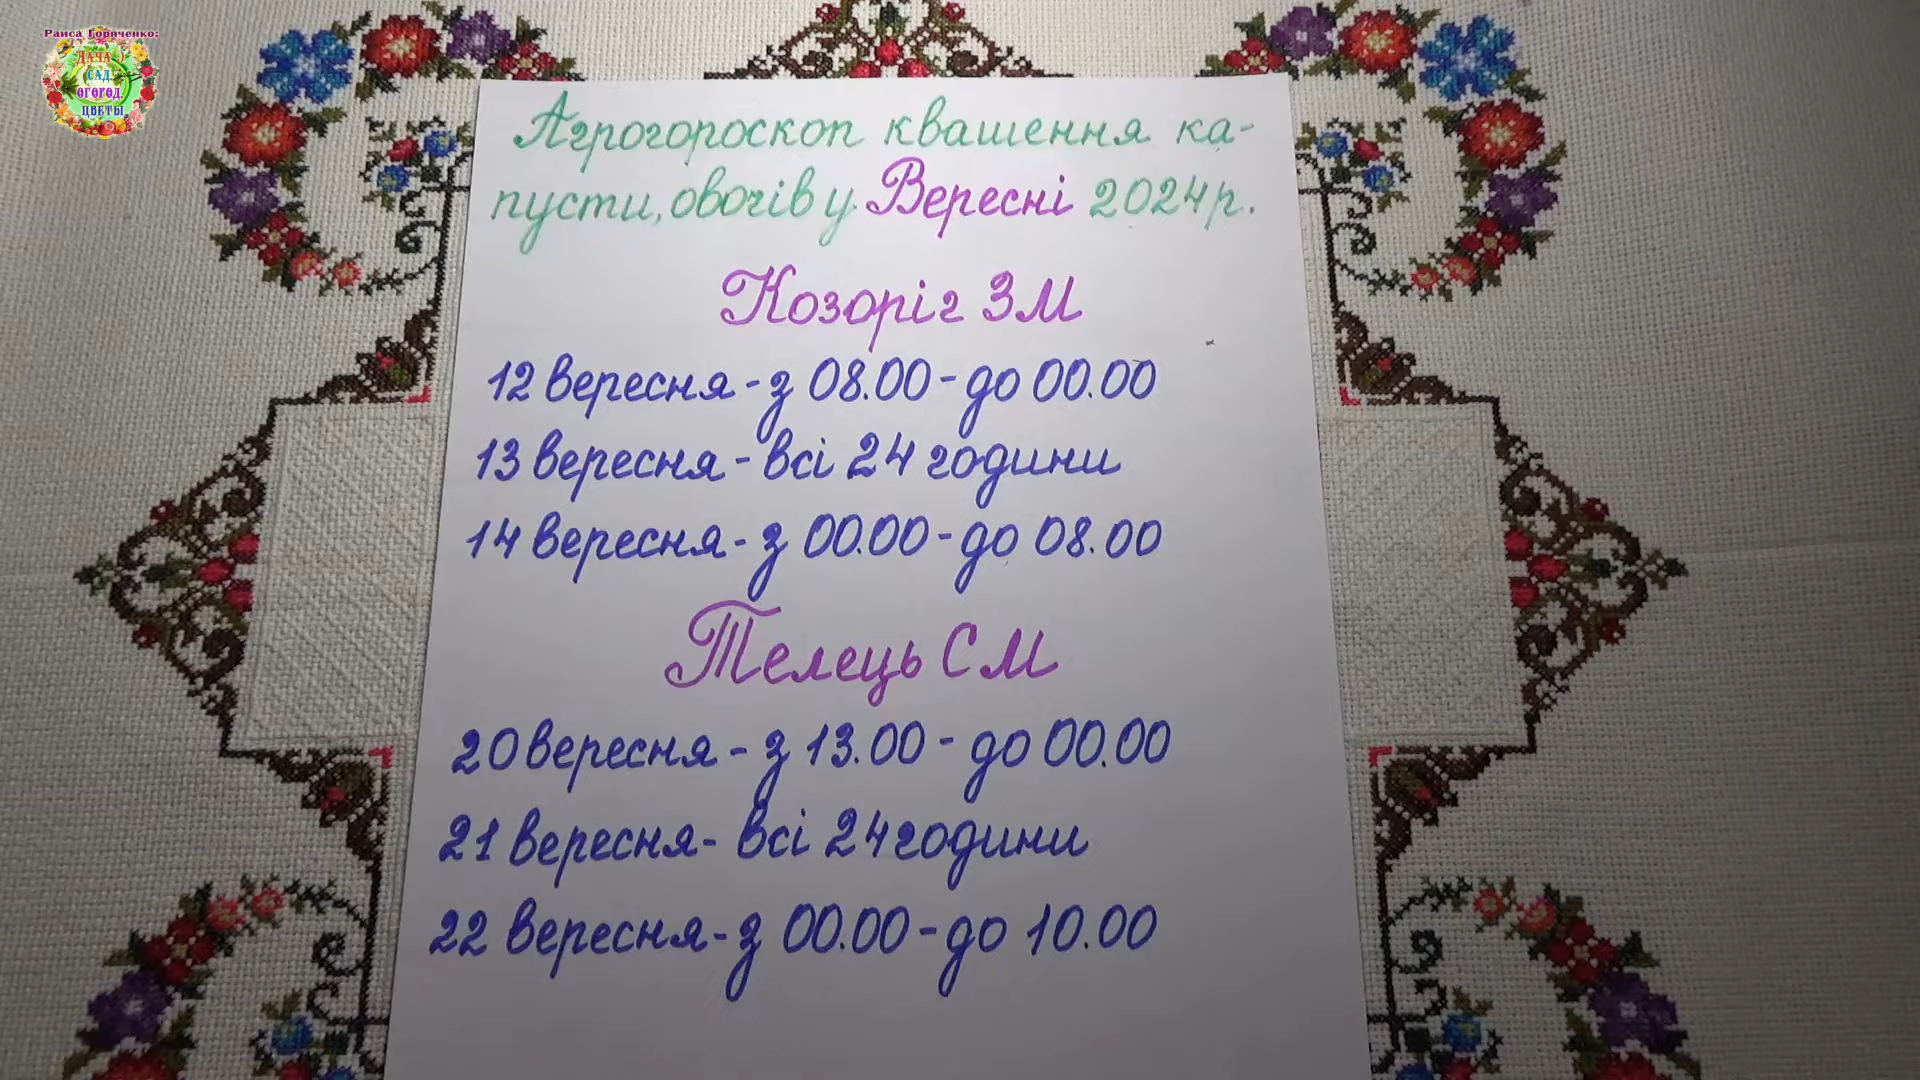 Раиса Горяченко:
ДАЧА
САД,
ОГОРОД,
ЦВЕТЫ
Агрогороскоп квашення ка-
пусти, овочів у Вересні 2024р.
Козоріг ЗМ
12 вересня - з 08.00 - до 00.00
13 вересня - всі 24 години
14 вересня - з 00.00 - до 08.00
Телець СМ
20 вересня - з 13.00 - до 00.00
21 вересня - всі 24 години
22 вересня - з 00.00 - до 10.00